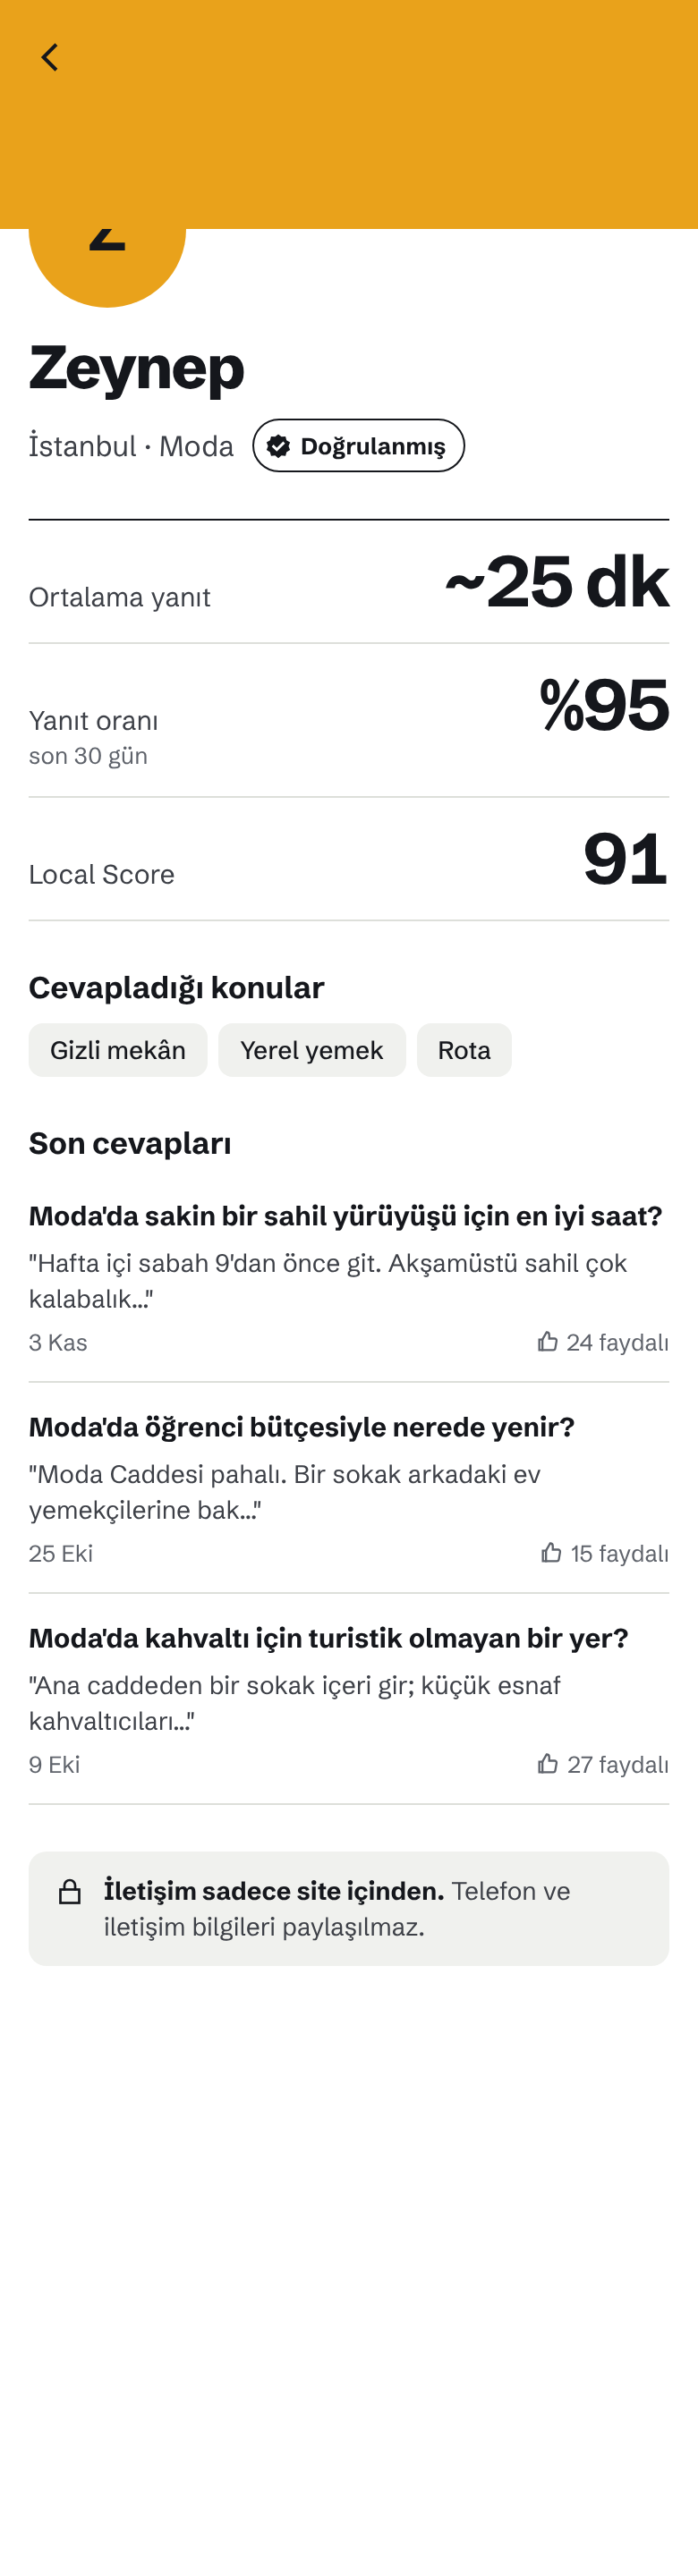 Z
Zeynep
İstanbul · Moda
Doğrulanmış
Ortalama yanıt
~25 dk
Yanıt oranı
%95
son 30 gün
Local Score
91
Cevapladığı konular
Gizli mekân
Yerel yemek
Rota
Son cevapları
Moda'da sakin bir sahil yürüyüşü için en iyi saat?
"Hafta içi sabah 9'dan önce git. Akşamüstü sahil çok
kalabalık..."
3 Kas
24 faydalı
Moda'da öğrenci bütçesiyle nerede yenir?
"Moda Caddesi pahalı. Bir sokak arkadaki ev
yemekçilerine bak..."
25 Eki
15 faydalı
Moda'da kahvaltı için turistik olmayan bir yer?
"Ana caddeden bir sokak içeri gir; küçük esnaf
kahvaltıcıları..."
9 Eki
27 faydalı
İletişim sadece site içinden. Telefon ve
iletişim bilgileri paylaşılmaz.